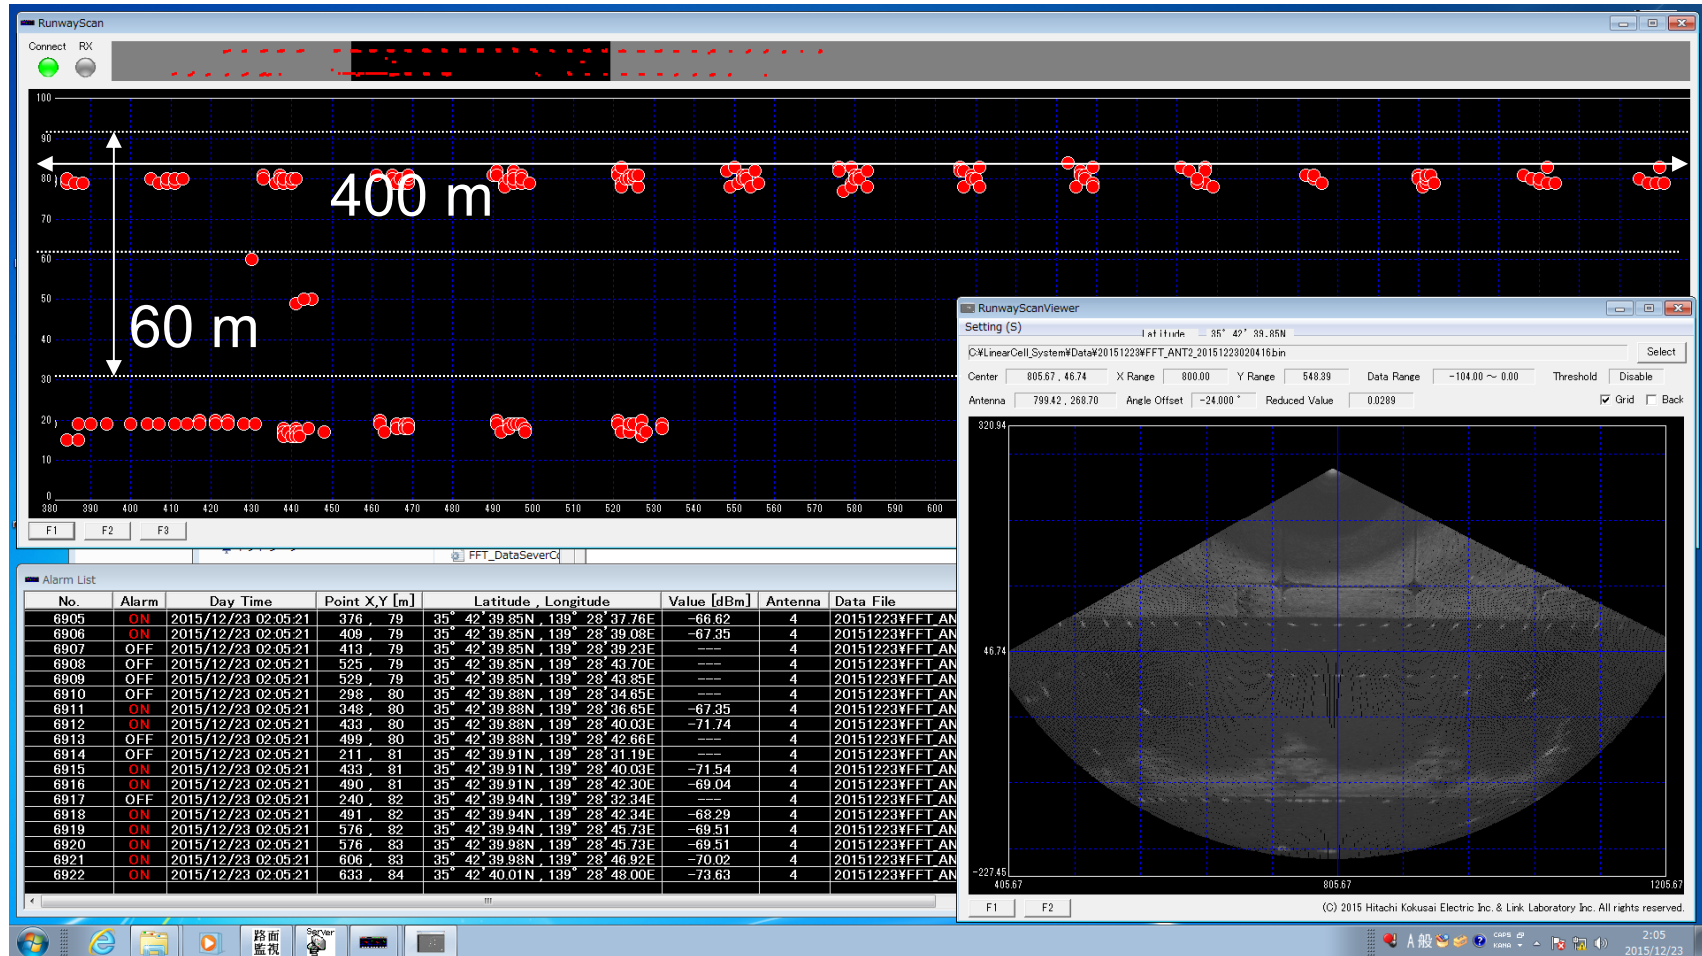 RunwayScan
Connect RX
100
90
80
70
60
50
40
30
20
10
0
400 m
60 m
380 390 400 410 420 430 440 450 460 470 480 490 500 510 520 530 540 550 560 570 580 590 600
F1 F2 F3
FFT_DataSeverCo
Alarm List
No. Alarm Day Time Point X,Y [m] Latitude , Longitude Value [dBm] Antenna Data File
6905 ON 2015/12/23 02:05:21 376 , 79 35° 42'39.85N , 139° 28'37.76E -66.62 4 20151223¥FFT_AN
6906 ON 2015/12/23 02:05:21 409 , 79 35° 42'39.85N , 139° 28'39.08E -67.35 4 20151223¥FFT_AN
6907 OFF 2015/12/23 02:05:21 413 , 79 35° 42'39.85N , 139° 28'39.23E --- 4 20151223¥FFT_AN
6908 OFF 2015/12/23 02:05:21 525 , 79 35° 42'39.85N , 139° 28'43.70E --- 4 20151223¥FFT_AN
6909 OFF 2015/12/23 02:05:21 529 , 79 35° 42'39.85N , 139° 28'43.85E --- 4 20151223¥FFT_AN
6910 OFF 2015/12/23 02:05:21 298 , 80 35° 42'39.88N , 139° 28'34.65E --- 4 20151223¥FFT_AN
6911 ON 2015/12/23 02:05:21 348 , 80 35° 42'39.88N , 139° 28'36.65E -67.35 4 20151223¥FFT_AN
6912 ON 2015/12/23 02:05:21 433 , 80 35° 42'39.88N , 139° 28'40.03E -71.74 4 20151223¥FFT_AN
6913 OFF 2015/12/23 02:05:21 499 , 80 35° 42'39.88N , 139° 28'42.66E --- 4 20151223¥FFT_AN
6914 OFF 2015/12/23 02:05:21 211 , 81 35° 42'39.91N , 139° 28'31.19E --- 4 20151223¥FFT_AN
6915 ON 2015/12/23 02:05:21 433 , 81 35° 42'39.91N , 139° 28'40.03E -71.54 4 20151223¥FFT_AN
6916 ON 2015/12/23 02:05:21 490 , 81 35° 42'39.91N , 139° 28'42.30E -69.04 4 20151223¥FFT_AN
6917 OFF 2015/12/23 02:05:21 240 , 82 35° 42'39.94N , 139° 28'32.34E --- 4 20151223¥FFT_AN
6918 ON 2015/12/23 02:05:21 491 , 82 35° 42'39.94N , 139° 28'42.34E -68.29 4 20151223¥FFT_AN
6919 ON 2015/12/23 02:05:21 576 , 82 35° 42'39.94N , 139° 28'45.73E -69.51 4 20151223¥FFT_AN
6920 ON 2015/12/23 02:05:21 576 , 83 35° 42'39.98N , 139° 28'45.73E -69.51 4 20151223¥FFT_AN
6921 ON 2015/12/23 02:05:21 606 , 83 35° 42'39.98N , 139° 28'46.92E -70.02 4 20151223¥FFT_AN
6922 ON 2015/12/23 02:05:21 633 , 84 35° 42'40.01N , 139° 28'48.00E -73.63 4 20151223¥FFT_AN
RunwayScanViewer
Setting (S)
Latitude 35° 42' 39.85N
C:¥LinearCell_System¥Data¥20151223¥FFT_ANT2_20151223020416.bin Select
Center 805.67 , 46.74 X Range 800.00 Y Range 548.39 Data Range -104.00 ～ 0.00 Threshold Disable
Antenna 799.42 , 268.70 Angle Offset -24.000 ° Reduced Value 0.0289 Grid Back
320.94
46.74
-227.45
405.67 805.67 1205.67
F1 F2
(C) 2015 Hitachi Kokusai Electric Inc. & Link Laboratory Inc. All rights reserved.
路面
監視
Server
A 般
CAPS
KANA
2:05
2015/12/23